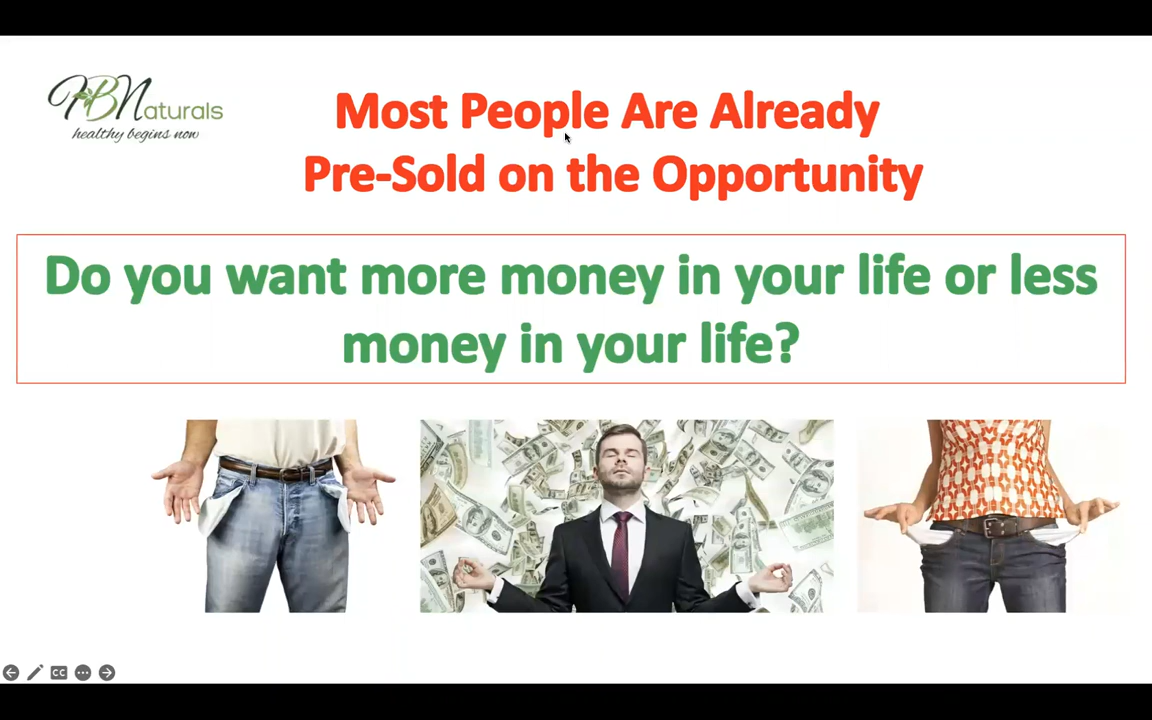 HBNaturals
healthy begins now
Most People Are Already
Pre-Sold on the Opportunity
Do you want more money in your life or less
money in your life?
CC